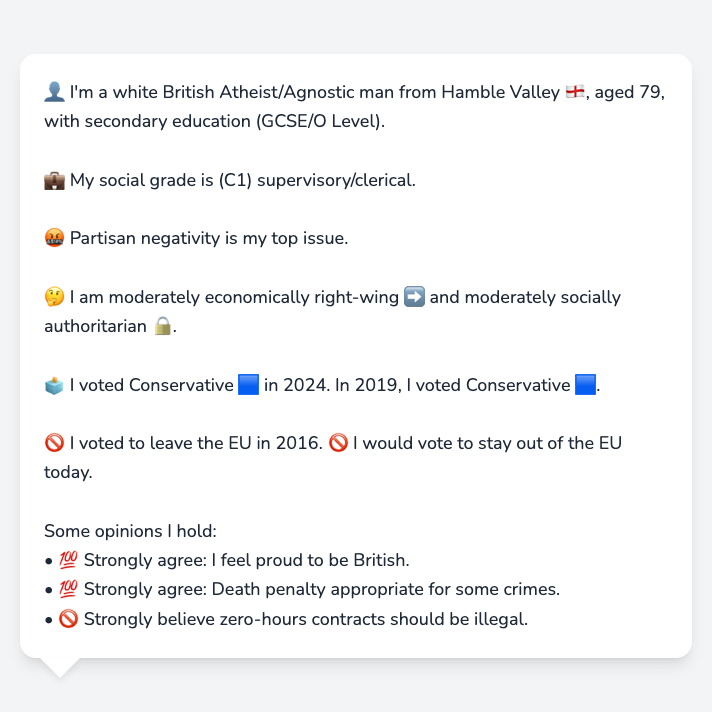 👤 I'm a white British Atheist/Agnostic man from Hamble Valley 🏴󠁧󠁢󠁥󠁮󠁧󠁿, aged 79,
with secondary education (GCSE/O Level).
💼 My social grade is (C1) supervisory/clerical.
🤬 Partisan negativity is my top issue.
🤔 I am moderately economically right-wing ➡️ and moderately socially
authoritarian 🔒.
🗳️ I voted Conservative 🟦 in 2024. In 2019, I voted Conservative 🟦.
🚫 I voted to leave the EU in 2016. 🚫 I would vote to stay out of the EU
today.
Some opinions I hold:
• 💯 Strongly agree: I feel proud to be British.
• 💯 Strongly agree: Death penalty appropriate for some crimes.
• 🚫 Strongly believe zero-hours contracts should be illegal.